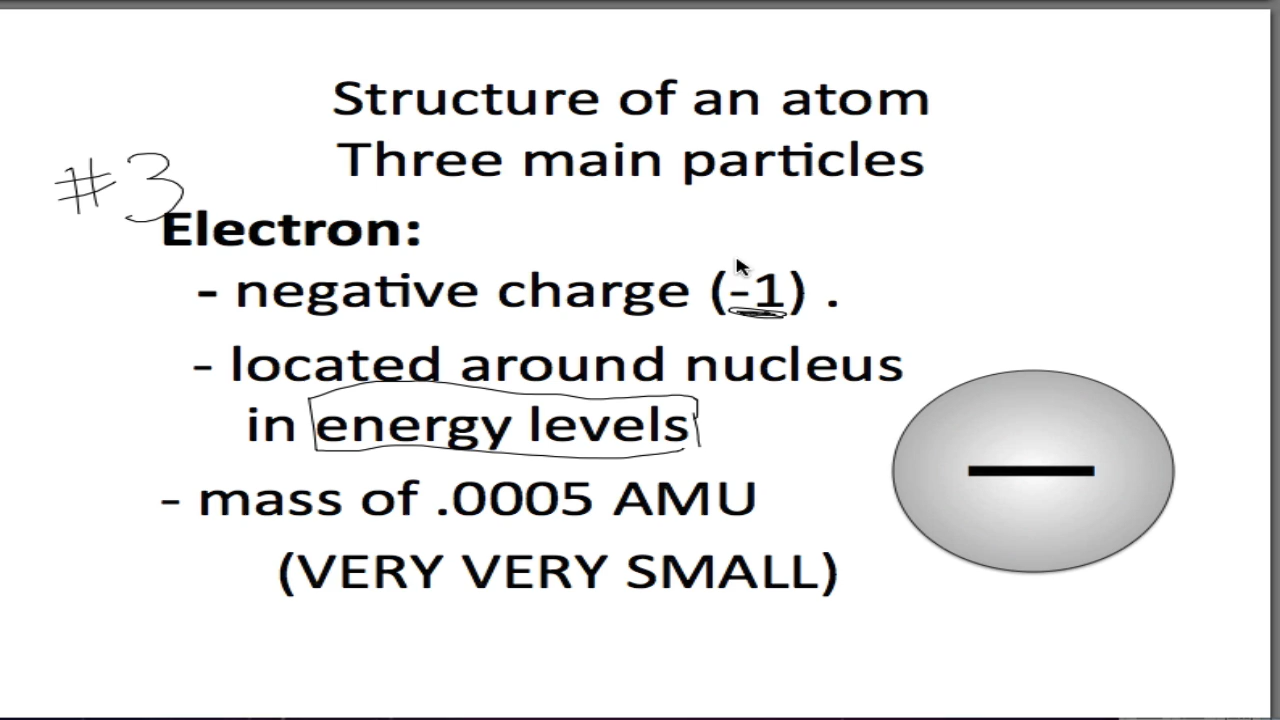 Structure of an atom
Three main particles
#3
Electron:
- negative charge (-1) .
- located around nucleus
in energy levels
- mass of .0005 AMU
(VERY VERY SMALL)